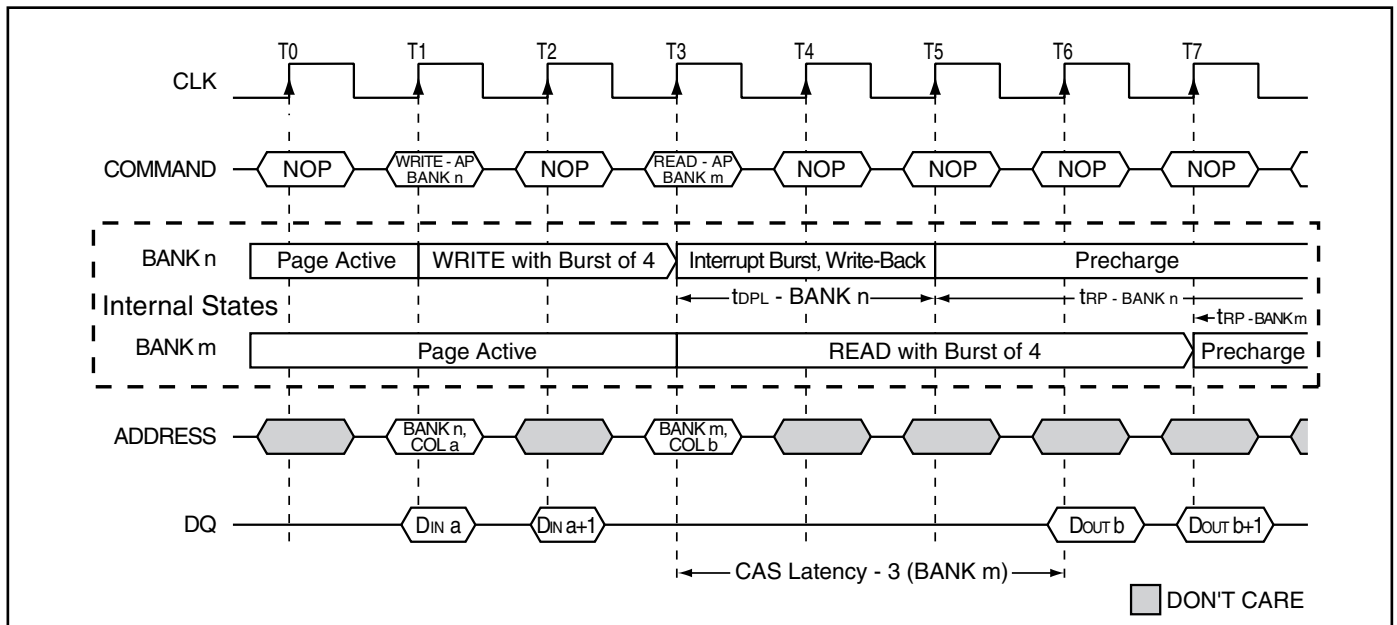 T0 T1 T2 T3 T4 T5 T6 T7
CLK
COMMAND NOP WRITE - AP BANK n NOP READ - AP BANK m NOP NOP NOP NOP
BANK n Page Active WRITE with Burst of 4 Interrupt Burst, Write-Back Precharge
tDPL - BANK n tRP - BANK n
Internal States
tRP - BANK m
BANK m Page Active READ with Burst of 4 Precharge
ADDRESS BANK n, COL a BANK m, COL b
DQ DIN a DIN a+1 DOUT b DOUT b+1
CAS Latency - 3 (BANK m)
DON'T CARE